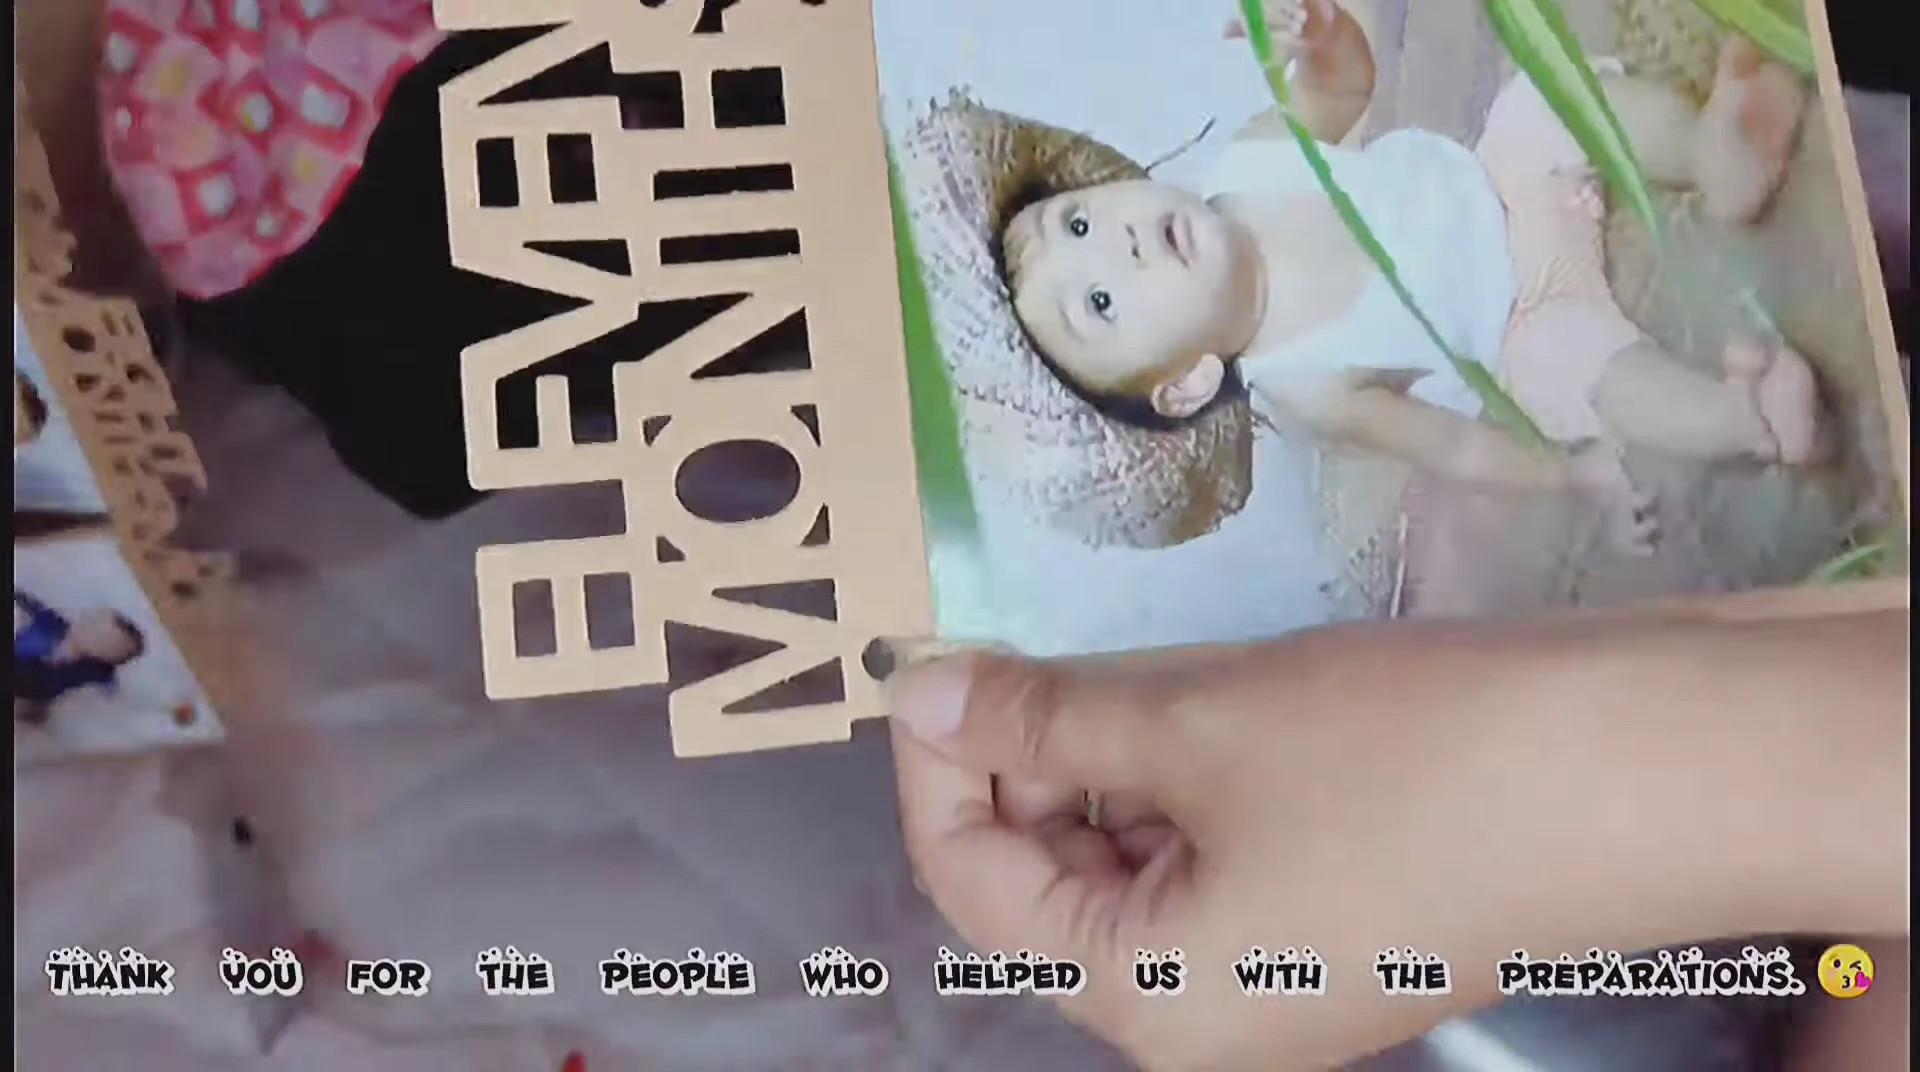 ELEVEN
MONTHS
THANK YOU FOR THE PEOPLE WHO HELPED US WITH THE PREPARATIONS. 😘